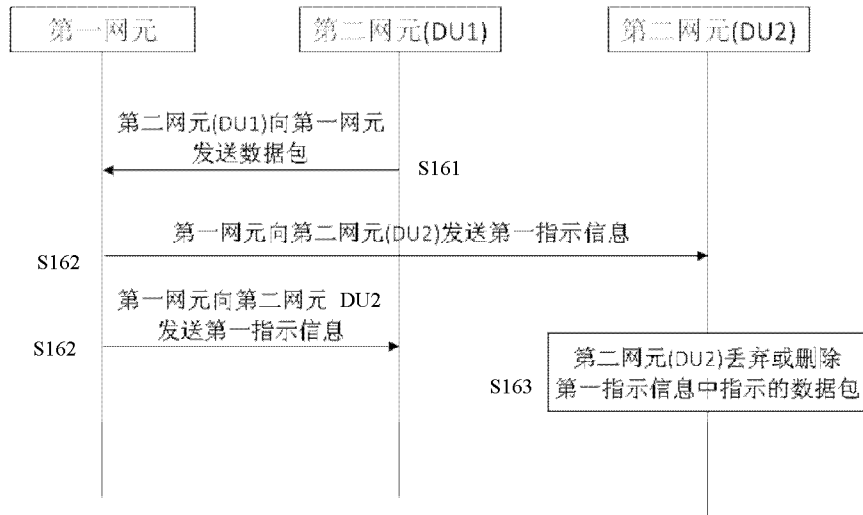 第一网元
第二网元(DU1)
第二网元(DU2)
第二网元(DU1)向第一网元
发送数据包
S161
第一网元向第二网元(DU2)发送第一指示信息
S162
第一网元向第二网元 DU2
发送第一指示信息
S162
第二网元(DU2)丢弃或删除
第一指示信息中指示的数据包
S163